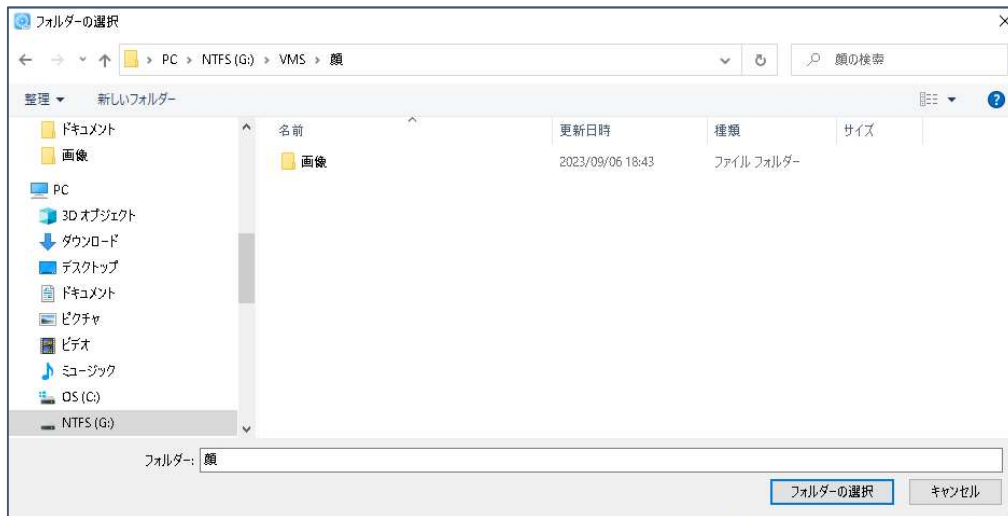 フォルダーの選択
PC > NTFS (G:) > VMS > 顔
顔の検索
整理 新しいフォルダー
ドキュメント
画像
PC
3D オブジェクト
ダウンロード
デスクトップ
ドキュメント
ピクチャ
ビデオ
ミュージック
OS (C:)
NTFS (G:)
名前 更新日時 種類 サイズ
画像 2023/09/06 18:43 ファイル フォルダー
フォルダー: 顔
フォルダーの選択 キャンセル